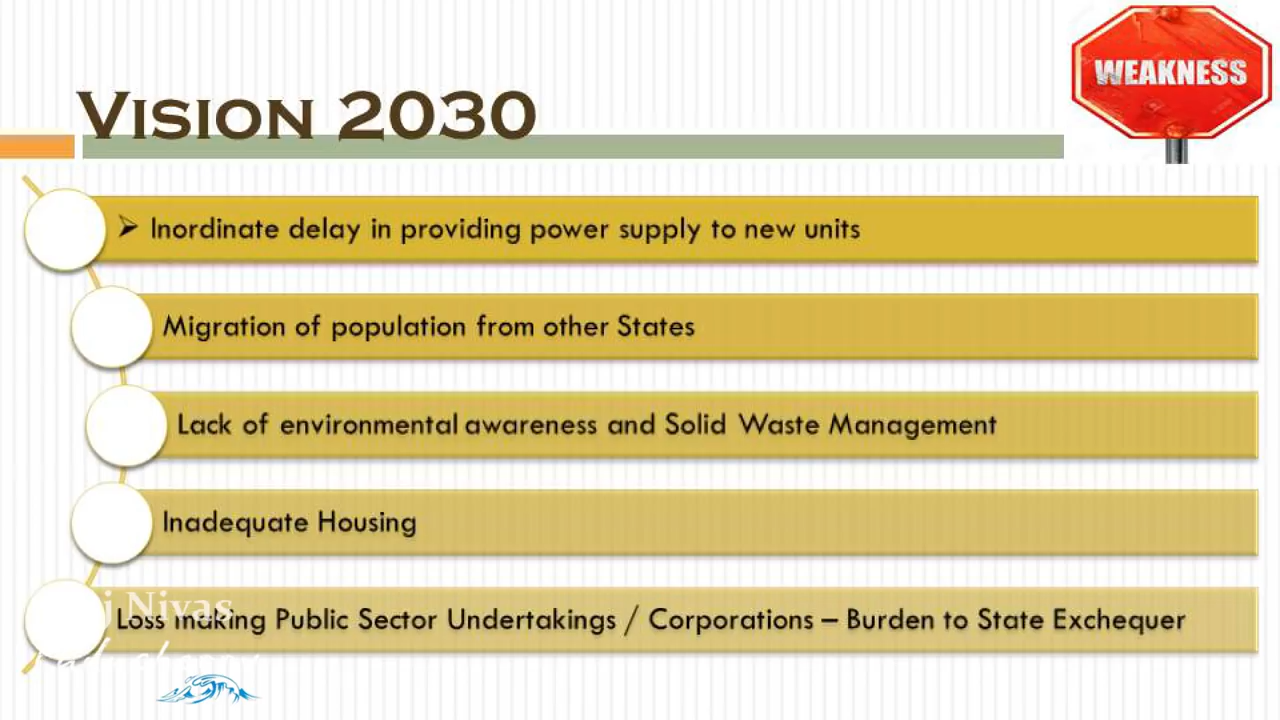 WEAKNESS
VISION 2030
➢ Inordinate delay in providing power supply to new units
Migration of population from other States
Lack of environmental awareness and Solid Waste Management
Inadequate Housing
Loss making Public Sector Undertakings / Corporations – Burden to State Exchequer
Nivas